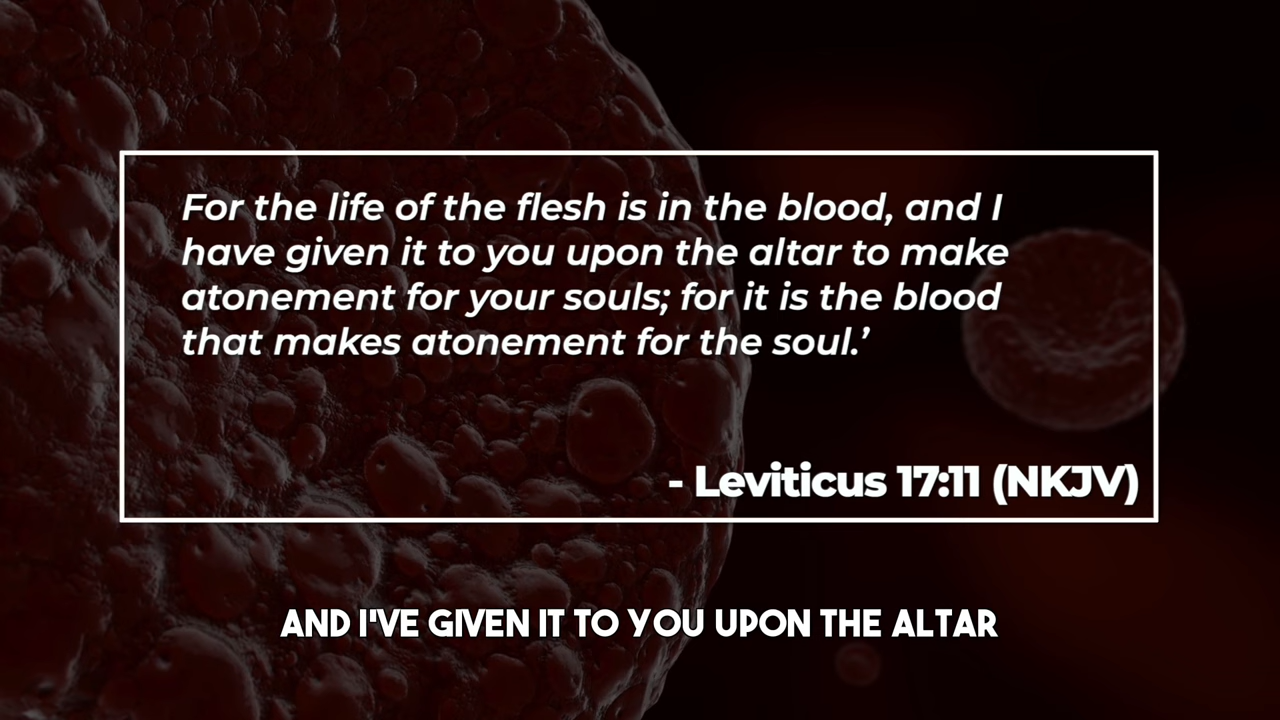 For the life of the flesh is in the blood, and I
have given it to you upon the altar to make
atonement for your souls; for it is the blood
that makes atonement for the soul.’
- Leviticus 17:11 (NKJV)
AND I'VE GIVEN IT TO YOU UPON THE ALTAR